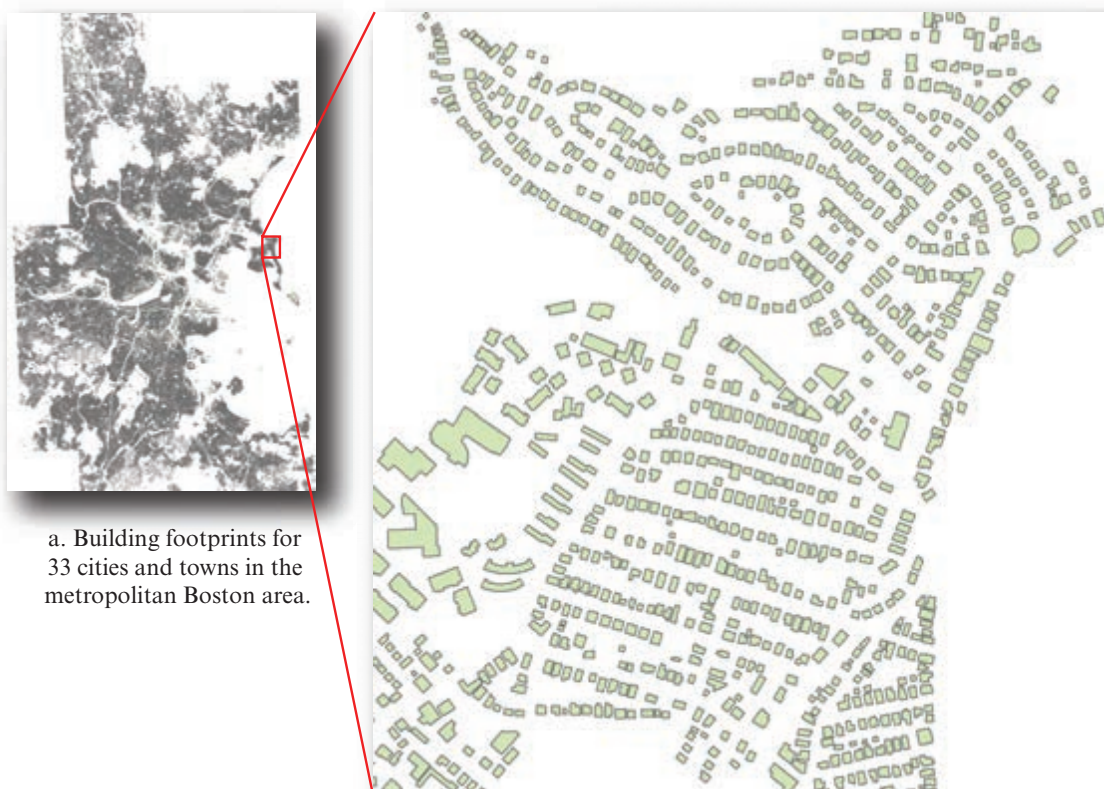 a. Building footprints for
33 cities and towns in the
metropolitan Boston area.